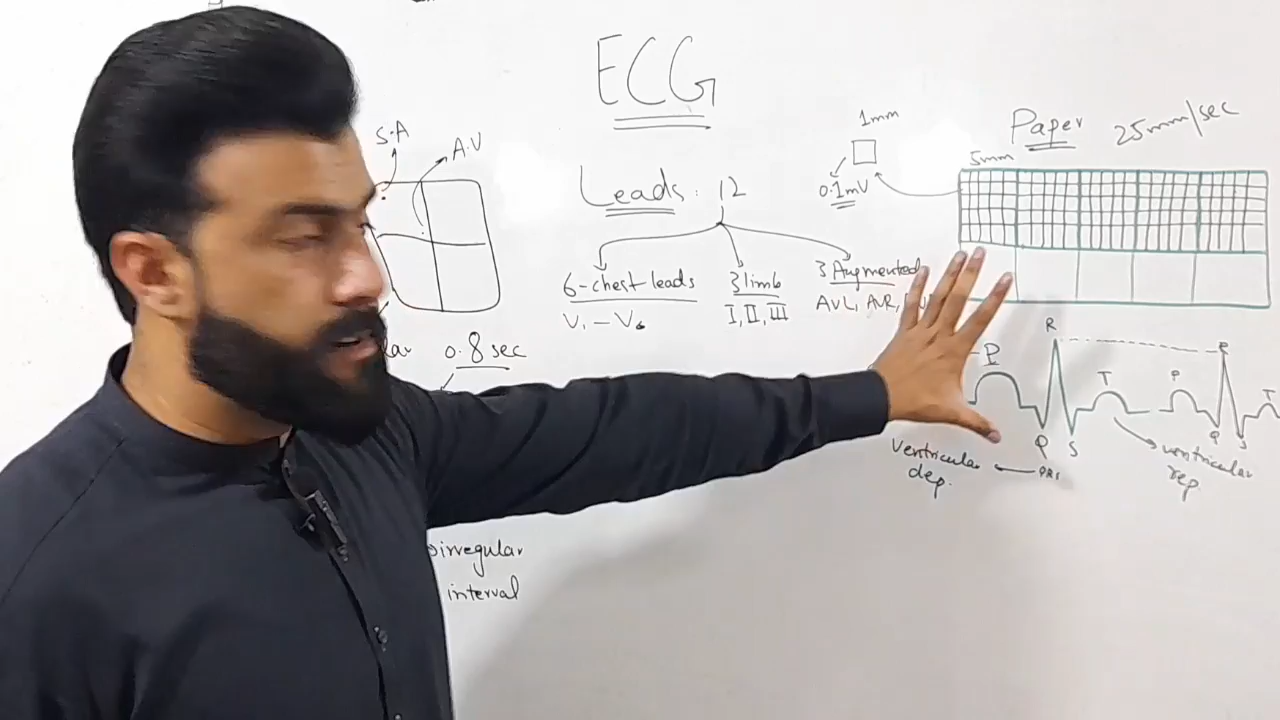 ECG
S.A
A.V
Leads: 12
6-chest leads
V₁ - V₆
3 limb
I, II, III
3 Augmented
AVL, AVR,
1mm
0.1mV
Paper 25mm/sec
5mm
0.8 sec
irregular
interval
P
R
T
Q
S
P
R
T
Q
S
Ventricular
dep.
ventricular
rep.